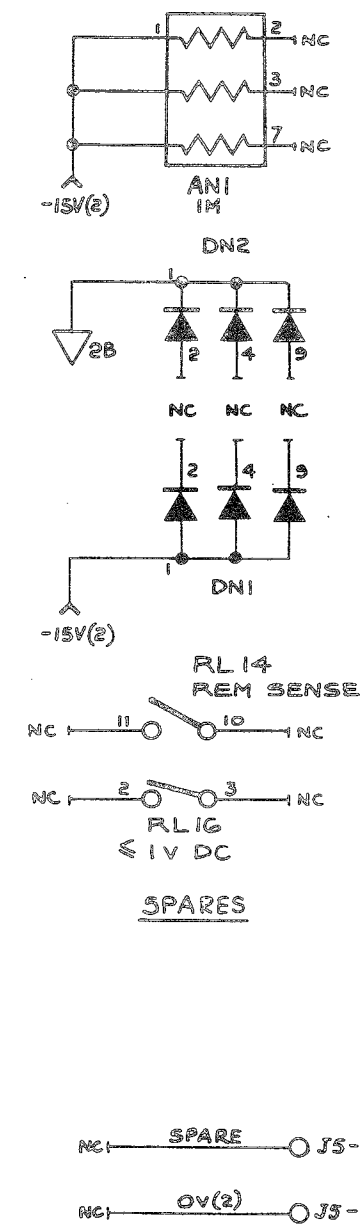 1 2 NC
3 NC
7 NC
-15V(2)
AN1
1M
DN2
1
2B
2 4 9
NC NC NC
2 4 9
1
DN1
-15V(2)
RL14
REM SENSE
NC 11 10 NC
NC 2 3 NC
RL16
≤ 1V DC
SPARES
NC SPARE J5-
NC 0V(2) J5-